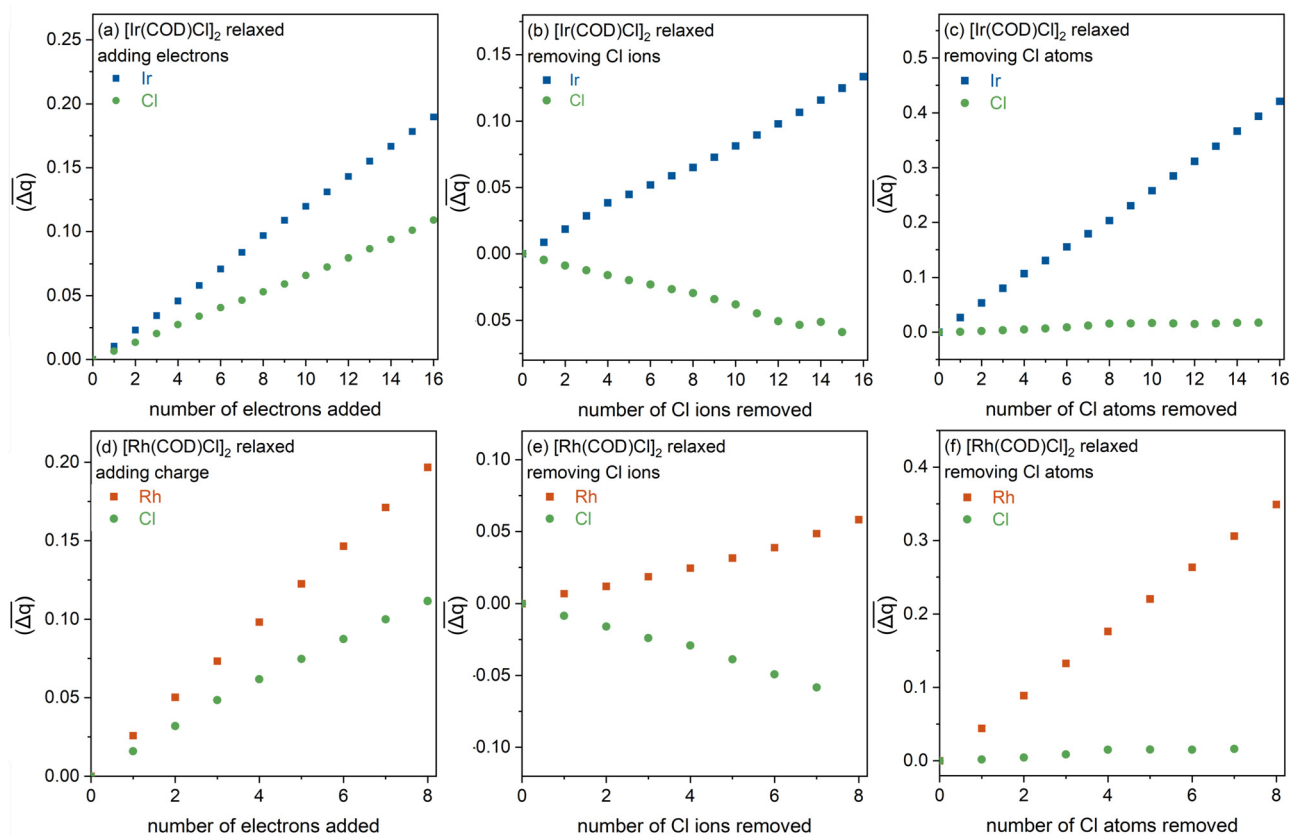 (a) [Ir(COD)Cl]2 relaxed
adding electrons
Ir
Cl
0.25
0.20
0.15
0.10
0.05
0.00
(Δq)
0 2 4 6 8 10 12 14 16
number of electrons added
(b) [Ir(COD)Cl]2 relaxed
removing Cl ions
Ir
Cl
0.15
0.10
0.05
0.00
-0.05
(Δq)
0 2 4 6 8 10 12 14 16
number of Cl ions removed
(c) [Ir(COD)Cl]2 relaxed
removing Cl atoms
Ir
Cl
0.5
0.4
0.3
0.2
0.1
0.0
(Δq)
0 2 4 6 8 10 12 14 16
number of Cl atoms removed
(d) [Rh(COD)Cl]2 relaxed
adding charge
Rh
Cl
0.20
0.15
0.10
0.05
0.00
(Δq)
0 2 4 6 8
number of electrons added
(e) [Rh(COD)Cl]2 relaxed
removing Cl ions
Rh
Cl
0.10
0.05
0.00
-0.05
-0.10
(Δq)
0 2 4 6 8
number of Cl ions removed
(f) [Rh(COD)Cl]2 relaxed
removing Cl atoms
Rh
Cl
0.4
0.3
0.2
0.1
0.0
(Δq)
0 2 4 6 8
number of Cl atoms removed